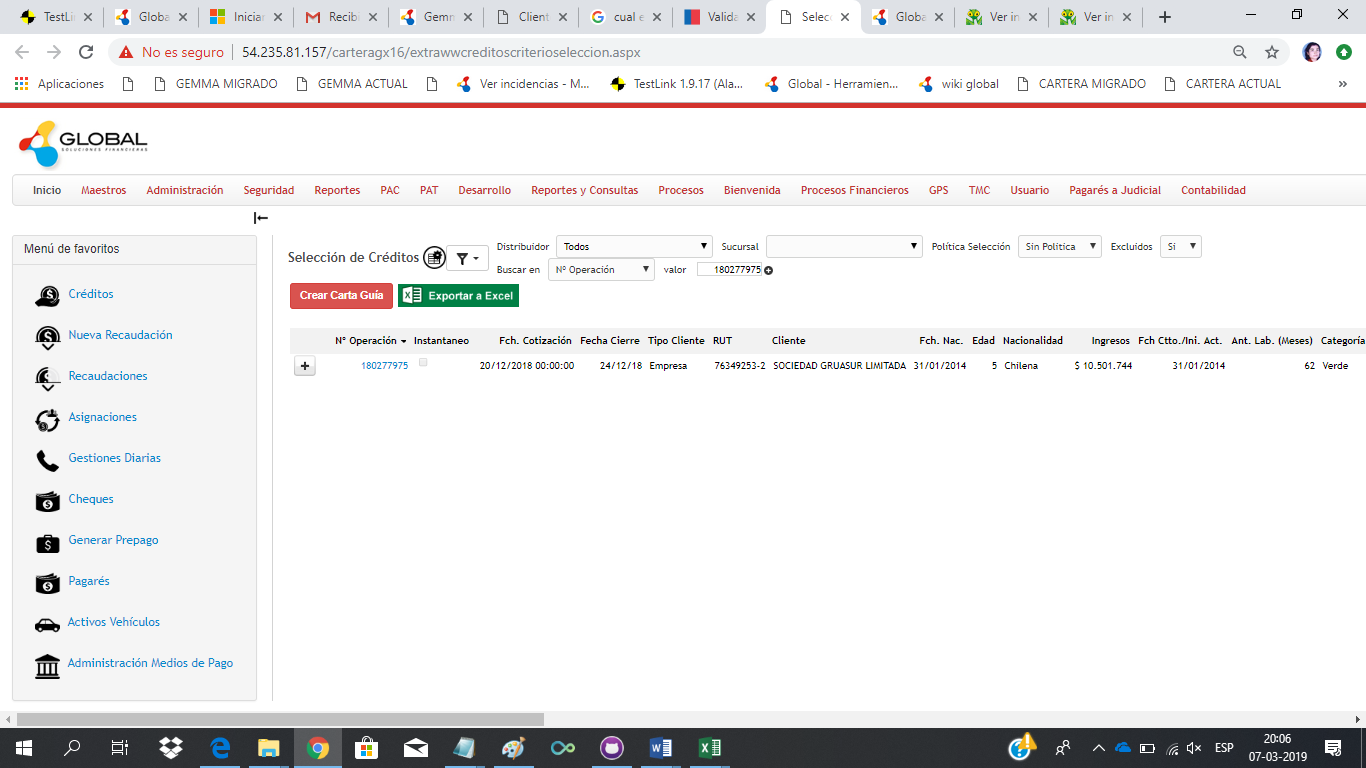 TestLin
Globa
Iniciar
Recibi
Gemm
Client
cual e
Valida
Selec
Globa
Ver in
Ver in
No es seguro | 54.235.81.157/carteragx16/extrawwcreditoscriterioseleccion.aspx
Aplicaciones GEMMA MIGRADO GEMMA ACTUAL Ver incidencias - M... TestLink 1.9.17 (Ala... Global - Herramien... wiki global CARTERA MIGRADO CARTERA ACTUAL »
GLOBAL
SOLUCIONES FINANCIERAS
Inicio Maestros Administración Seguridad Reportes PAC PAT Desarrollo Reportes y Consultas Procesos Bienvenida Procesos Financieros GPS TMC Usuario Pagarés a Judicial Contabilidad
Menú de favoritos
Créditos
Nueva Recaudación
Recaudaciones
Asignaciones
Gestiones Diarias
Cheques
Generar Prepago
Pagarés
Activos Vehículos
Administración Medios de Pago
Selección de Créditos
Distribuidor Todos Sucursal Política Selección Sin Política Excluidos Si
Buscar en Nº Operación valor 180277975
Crear Carta Guía Exportar a Excel
Nº Operación Instantaneo Fch. Cotización Fecha Cierre Tipo Cliente RUT Cliente Fch. Nac. Edad Nacionalidad Ingresos Fch Ctto./Ini. Act. Ant. Lab. (Meses) Categoría
180277975 20/12/2018 00:00:00 24/12/18 Empresa 76349253-2 SOCIEDAD GRUASUR LIMITADA 31/01/2014 5 Chilena $ 10.501.744 31/01/2014 62 Verde
ESP
20:06
07-03-2019